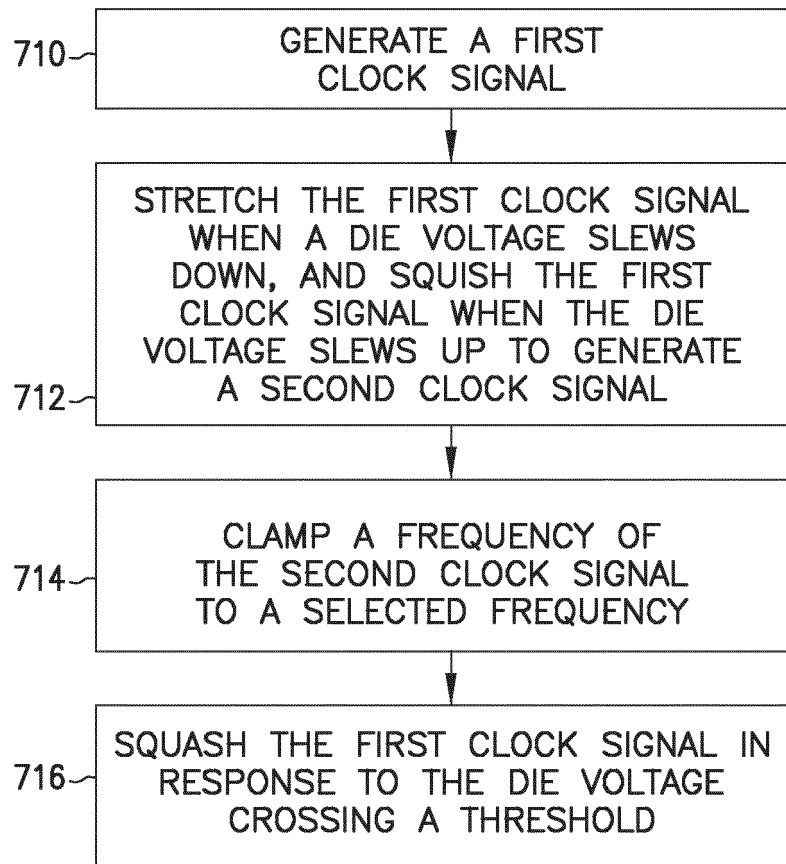 710
GENERATE A FIRST
CLOCK SIGNAL
712
STRETCH THE FIRST CLOCK SIGNAL
WHEN A DIE VOLTAGE SLEWS
DOWN, AND SQUISH THE FIRST
CLOCK SIGNAL WHEN THE DIE
VOLTAGE SLEWS UP TO GENERATE
A SECOND CLOCK SIGNAL
714
CLAMP A FREQUENCY OF
THE SECOND CLOCK SIGNAL
TO A SELECTED FREQUENCY
716
SQUASH THE FIRST CLOCK SIGNAL IN
RESPONSE TO THE DIE VOLTAGE
CROSSING A THRESHOLD